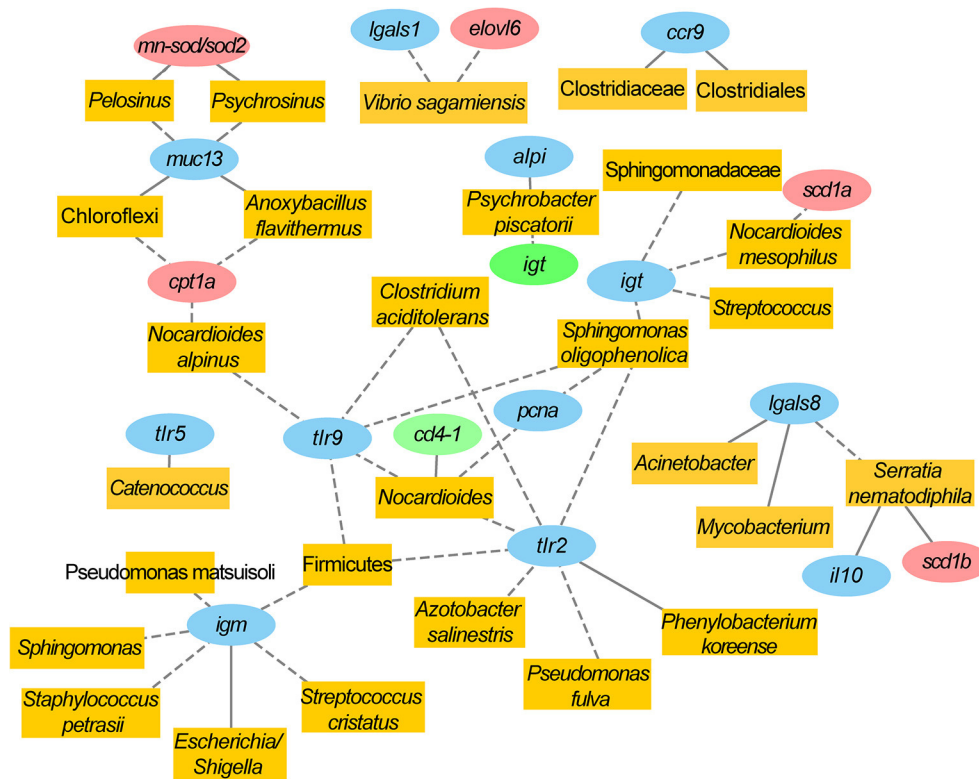 mn-sod/sod2
lgals1
elovl6
ccr9
Pelosinus
Psychrosinus
Vibrio sagamiensis
Clostridiaceae
Clostridiales
muc13
alpi
Sphingomonadaceae
scd1a
Chloroflexi
Anoxybacillus
flavithermus
Psychrobacter
piscatorii
Nocardioides
mesophilus
cpt1a
igt
igt
Clostridium
aciditolerans
Streptococcus
Nocardioides
alpinus
Sphingomonas
oligophenolica
tlr5
tlr9
cd4-1
pcna
lgals8
Catenococcus
Nocardioides
Acinetobacter
Serratia
nematodiphila
Mycobacterium
Pseudomonas matsuisoli
Firmicutes
tlr2
il10
scd1b
igm
Sphingomonas
Azotobacter
salinestris
Phenylobacterium
koreense
Staphylococcus
petrasii
Streptococcus
cristatus
Pseudomonas
fulva
Escherichia/
Shigella